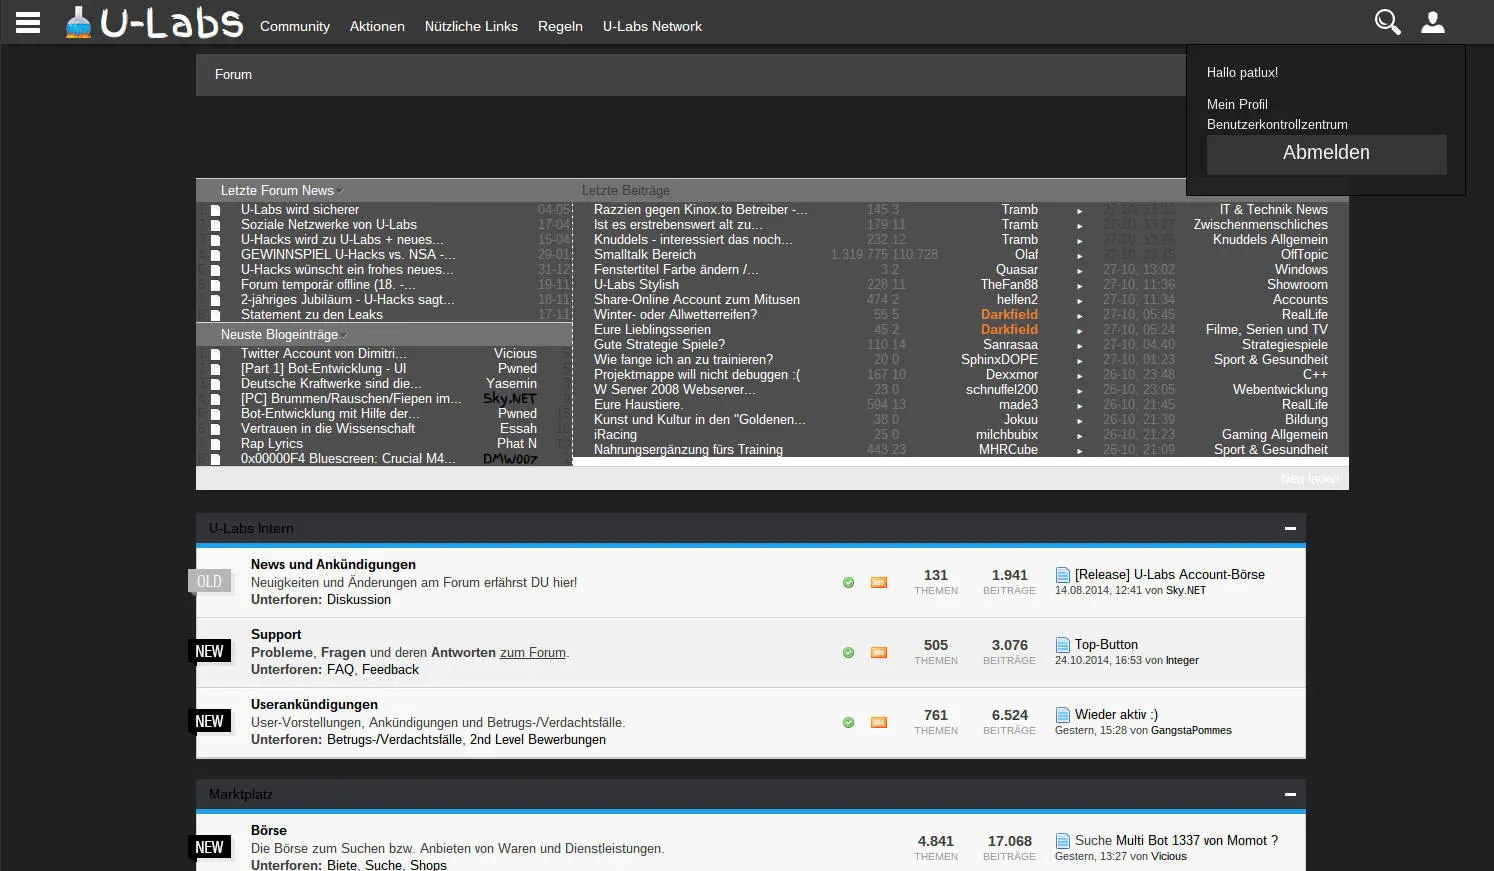 U-Labs Community Aktionen Nützliche Links Regeln U-Labs Network
Forum
Hallo patlux!
Mein Profil
Benutzerkontrollzentrum
Abmelden
Letzte Forum News
U-Labs wird sicherer 04-05
Soziale Netzwerke von U-Labs 17-04
U-Hacks wird zu U-Labs + neues... 15-04
GEWINNSPIEL U-Hacks vs. NSA -... 29-01
U-Hacks wünscht ein frohes neues... 31-12
Forum temporär offline (18. -... 19-11
2-jähriges Jubiläum - U-Hacks sagt... 18-11
Statement zu den Leaks 17-11
Neuste Blogeinträge
Twitter Account von Dimitri... Vicious
[Part 1] Bot-Entwicklung - UI Pwned
Deutsche Kraftwerke sind die... Yasemin
[PC] Brummen/Rauschen/Fiepen im... Sky.NET
Bot-Entwicklung mit Hilfe der... Pwned
Vertrauen in die Wissenschaft Essah
Rap Lyrics Phat N
0x00000F4 Bluescreen: Crucial M4... DMW007
Letzte Beiträge
Razzien gegen Kinox.to Betreiber -... 145 3 Tramb IT & Technik News
Ist es erstrebenswert alt zu... 179 11 Tramb Zwischenmenschliches
Knuddels - interessiert das noch... 232 12 Tramb Knuddels Allgemein
Smalltalk Bereich 1.319.775 110.728 Olaf OffTopic
Fenstertitel Farbe ändern /... 3 2 Quasar 27-10, 13:02 Windows
U-Labs Stylish 228 11 TheFan88 27-10, 11:36 Showroom
Share-Online Account zum Mitusen 474 2 helfen2 27-10, 11:34 Accounts
Winter- oder Allwetterreifen? 55 5 Darkfield 27-10, 05:45 RealLife
Eure Lieblingsserien 45 2 Darkfield 27-10, 05:24 Filme, Serien und TV
Gute Strategie Spiele? 110 14 Sanrasaa 27-10, 04:40 Strategiespiele
Wie fange ich an zu trainieren? 20 0 SphinxDOPE 27-10, 01:23 Sport & Gesundheit
Projektmappe will nicht debuggen :( 167 10 Dexxmor 26-10, 23:48 C++
W Server 2008 Webserver... 23 0 schnuffel200 26-10, 23:05 Webentwicklung
Eure Haustiere. 594 13 made3 26-10, 21:45 RealLife
Kunst und Kultur in den "Goldenen... 38 0 Jokuu 26-10, 21:39 Bildung
iRacing 25 0 milchbubix 26-10, 21:23 Gaming Allgemein
Nahrungsergänzung fürs Training 443 23 MHRCube 26-10, 21:09 Sport & Gesundheit
Neu laden
U-Labs Intern
OLD
News und Ankündigungen
Neuigkeiten und Änderungen am Forum erfährst DU hier!
Unterforen: Diskussion
131 THEMEN
1.941 BEITRÄGE
[Release] U-Labs Account-Börse
14.08.2014, 12:41 von Sky.NET
NEW
Support
Probleme, Fragen und deren Antworten zum Forum.
Unterforen: FAQ, Feedback
505 THEMEN
3.076 BEITRÄGE
Top-Button
24.10.2014, 16:53 von Integer
NEW
Userankündigungen
User-Vorstellungen, Ankündigungen und Betrugs-/Verdachtsfälle.
Unterforen: Betrugs-/Verdachtsfälle, 2nd Level Bewerbungen
761 THEMEN
6.524 BEITRÄGE
Wieder aktiv :)
Gestern, 15:28 von GangstaPommes
Marktplatz
NEW
Börse
Die Börse zum Suchen bzw. Anbieten von Waren und Dienstleistungen.
Unterforen: Biete, Suche, Shops
4.841 THEMEN
17.068 BEITRÄGE
Suche Multi Bot 1337 von Momot ?
Gestern, 13:27 von Vicious